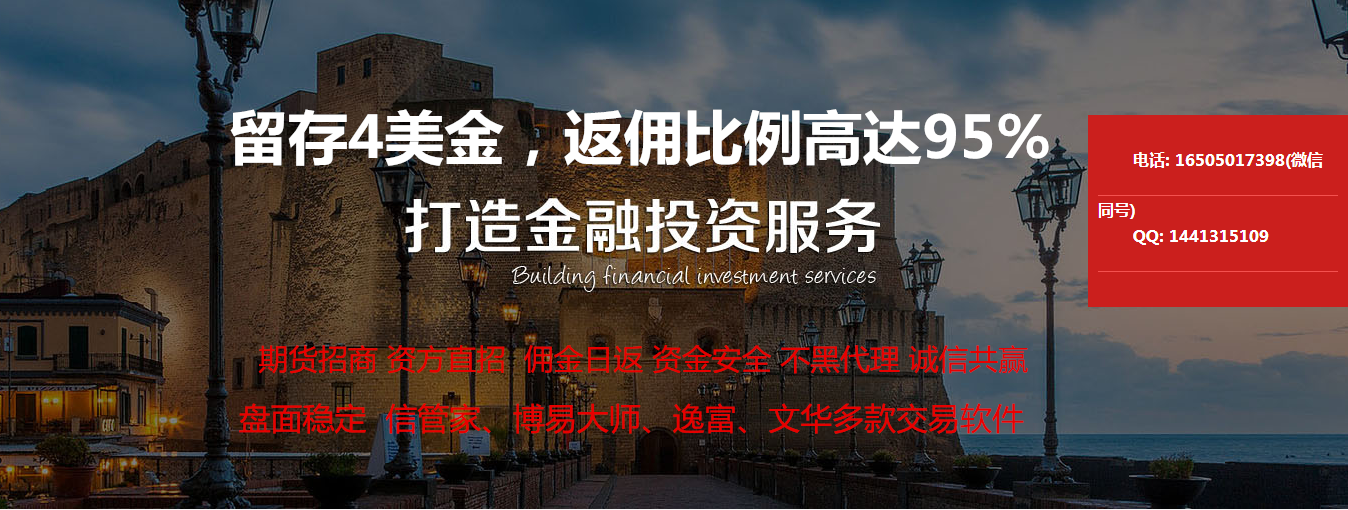 留存4美金，返佣比例高达95%
打造金融投资服务
Building financial investment services
期货招商 资方直招 佣金日返 资金安全 不黑代理 诚信共赢
盘面稳定 信管家、博易大师、逸富、文华多款交易软件
电话: 16505017398(微信
同号)
QQ: 1441315109